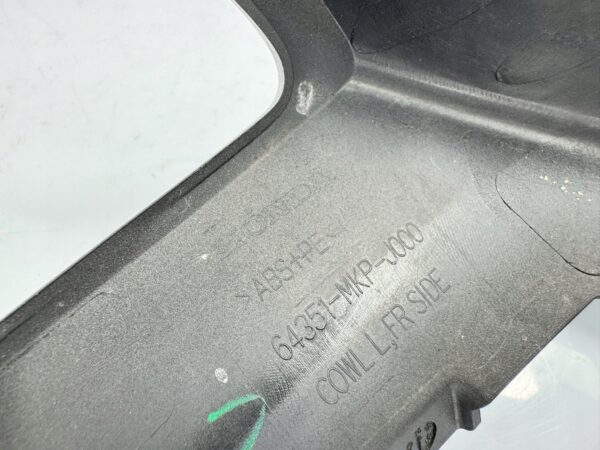 HONDA
>ABS+PE<
64351-MKP-J000
COWL L,FR SIDE